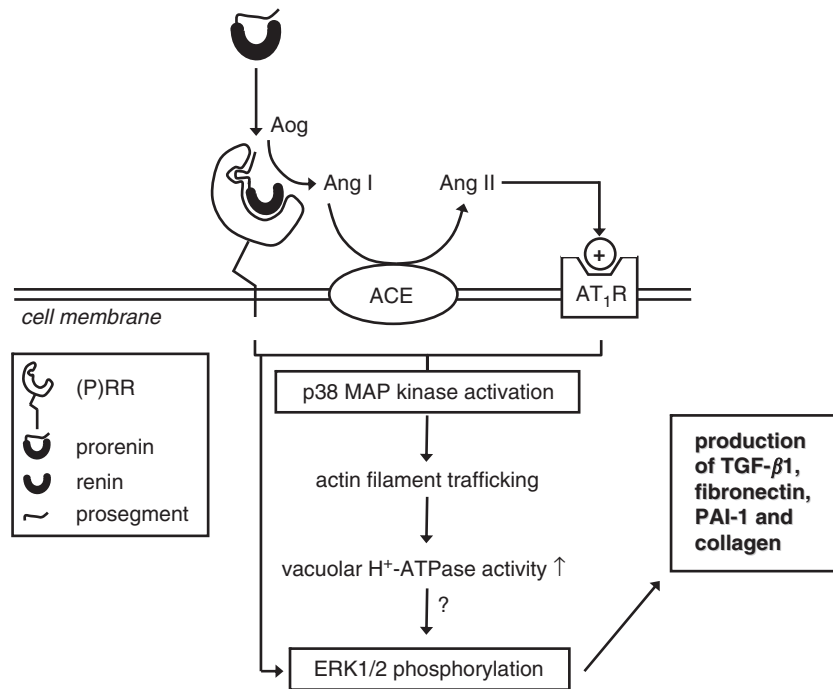 Aog
Ang I
Ang II
+
ACE
AT₁R
cell membrane
(P)RR
prorenin
renin
prosegment
p38 MAP kinase activation
actin filament trafficking
vacuolar H⁺-ATPase activity ↑
?
ERK1/2 phosphorylation
production
of TGF-β1,
fibronectin,
PAI-1 and
collagen